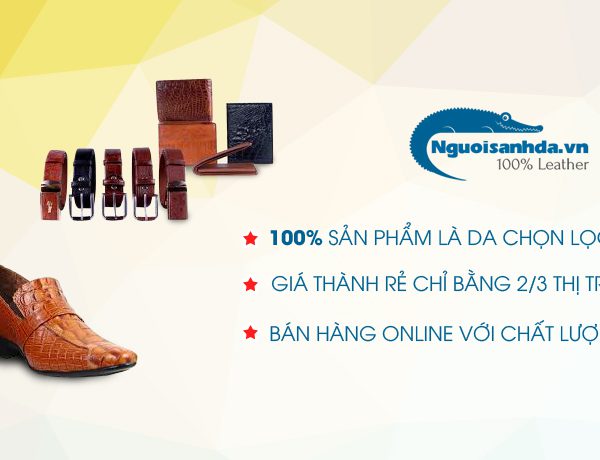 Nguoisanhda.vn
100% Leather
100% SẢN PHẨM LÀ DA CHỌN LỌC
GIÁ THÀNH RẺ CHỈ BẰNG 2/3 THỊ
BÁN HÀNG ONLINE VỚI CHẤT